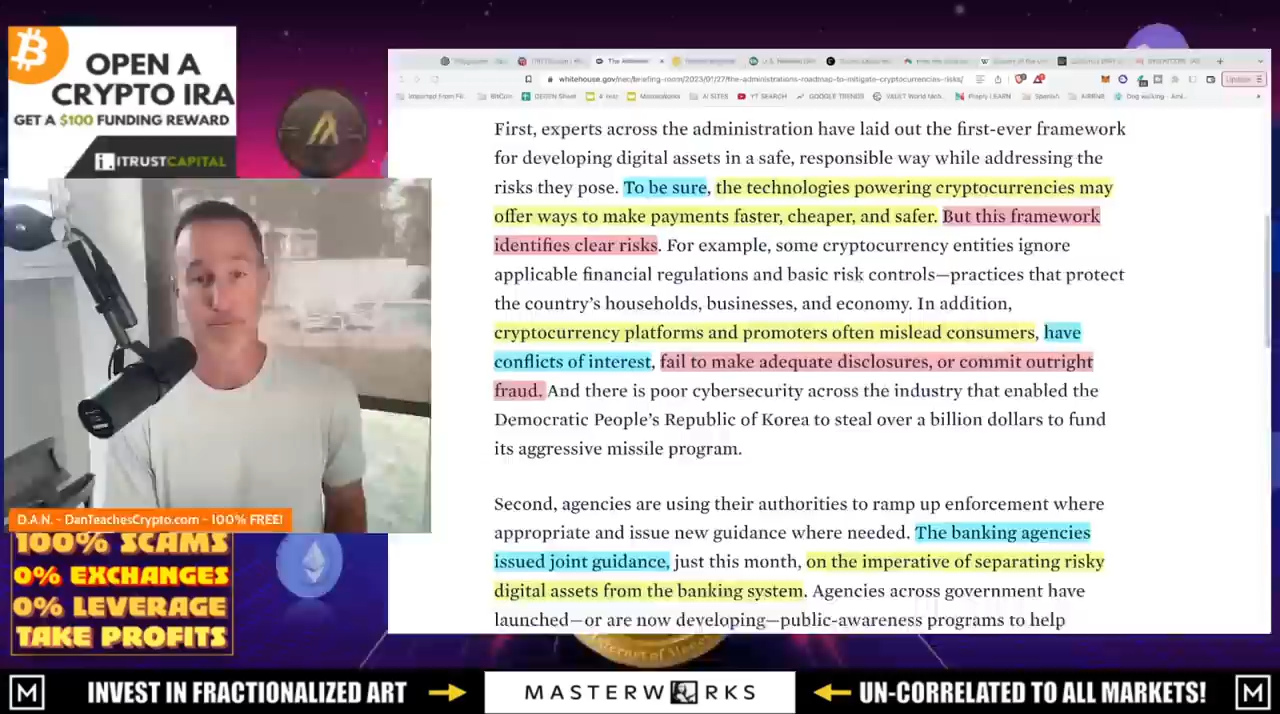 OPEN A
CRYPTO IRA
GET A $100 FUNDING REWARD
ITRUSTCAPITAL
whitehouse.gov/nec/briefing-room/2023/01/27/the-administrations-roadmap-to-mitigate-cryptocurrencies-risks/
Update
BitCoin
AI SITES
YT SEARCH
GOOGLE TRENDS
Spanish
First, experts across the administration have laid out the first-ever framework
for developing digital assets in a safe, responsible way while addressing the
risks they pose. To be sure, the technologies powering cryptocurrencies may
offer ways to make payments faster, cheaper, and safer. But this framework
identifies clear risks. For example, some cryptocurrency entities ignore
applicable financial regulations and basic risk controls—practices that protect
the country’s households, businesses, and economy. In addition,
cryptocurrency platforms and promoters often mislead consumers, have
conflicts of interest, fail to make adequate disclosures, or commit outright
fraud. And there is poor cybersecurity across the industry that enabled the
Democratic People’s Republic of Korea to steal over a billion dollars to fund
its aggressive missile program.
Second, agencies are using their authorities to ramp up enforcement where
appropriate and issue new guidance where needed. The banking agencies
issued joint guidance, just this month, on the imperative of separating risky
digital assets from the banking system. Agencies across government have
launched—or are now developing—public-awareness programs to help
D.A.N. - DanTeachesCrypto.com - 100% FREE!
100% SCAMS
0% EXCHANGES
0% LEVERAGE
TAKE PROFITS
M INVEST IN FRACTIONALIZED ART
MASTERWORKS
UN-CORRELATED TO ALL MARKETS! M